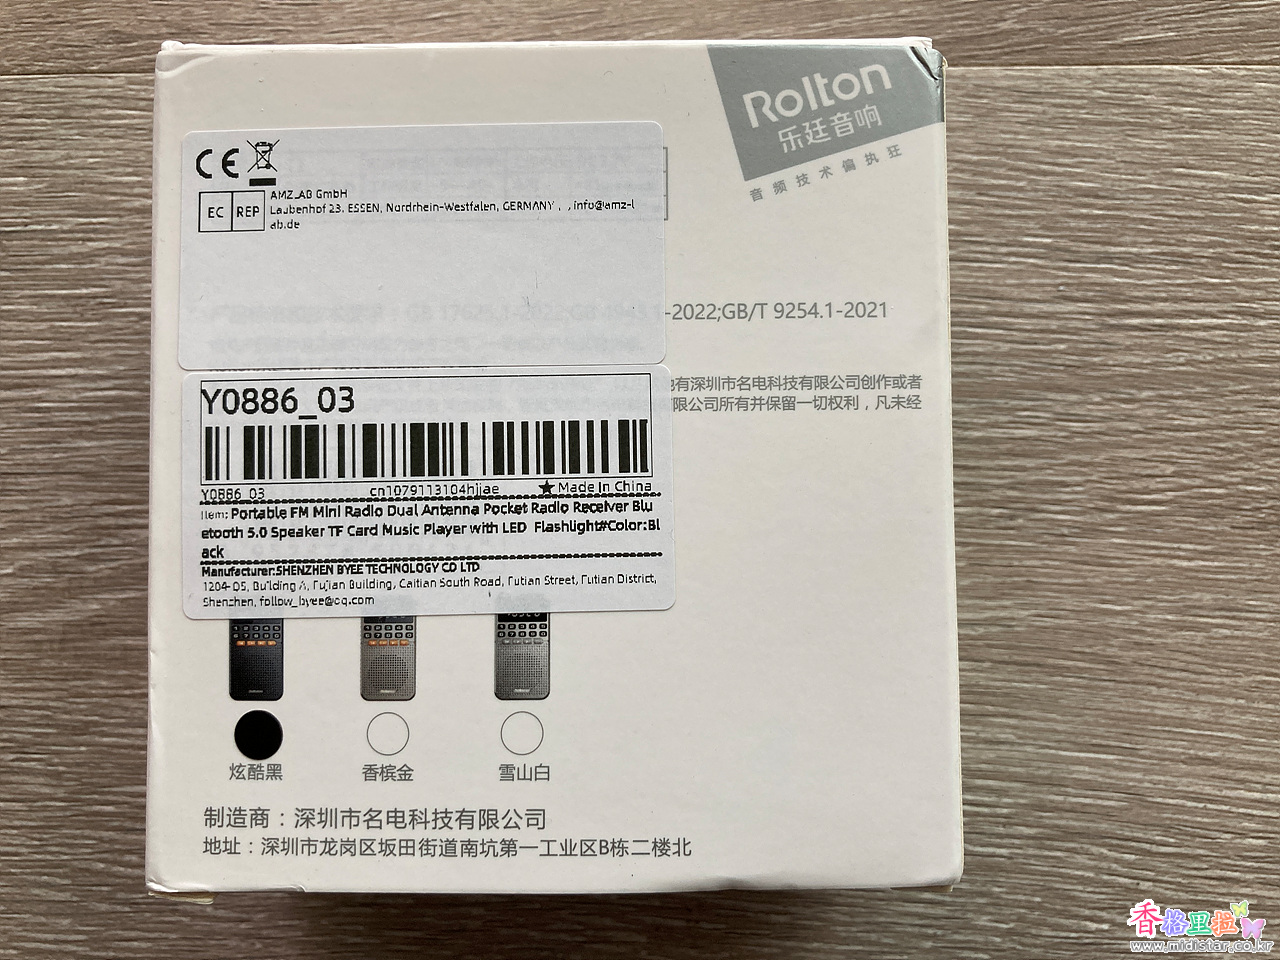 Rolton
乐廷音响
音频技术偏执狂
CE
EC REP
AMZ_AB GmbH
Laubenhof 23, ESSEN, Nordrhein-Westfalen, GERMANY , , info@amz-l
ab.de
GB 17625.1-2022;GB 4943.1-2022;GB/T 9254.1-2021
有深圳市名电科技有限公司创作或者
限公司所有并保留一切权利，凡未经
Y0886_03
Y0886_03 cn1079113104hjiae ★ Made In China
Item: Portable FM Mini Radio Dual Antenna Pocket Radio Receiver Blu
etooth 5.0 Speaker TF Card Music Player with LED Flashlight#Color:Bl
ack
Manufacturer:SHENZHEN BYEE TECHNOLOGY CO LTD
1204-05, Building A, Fujian Building, Caitian South Road, Futian Street, Futian District,
Shenzhen, follow_byee@qq.com
炫酷黑 香槟金 雪山白
制造商：深圳市名电科技有限公司
地址：深圳市龙岗区坂田街道南坑第一工业区B栋二楼北
香格里拉
www.midistar.co.kr